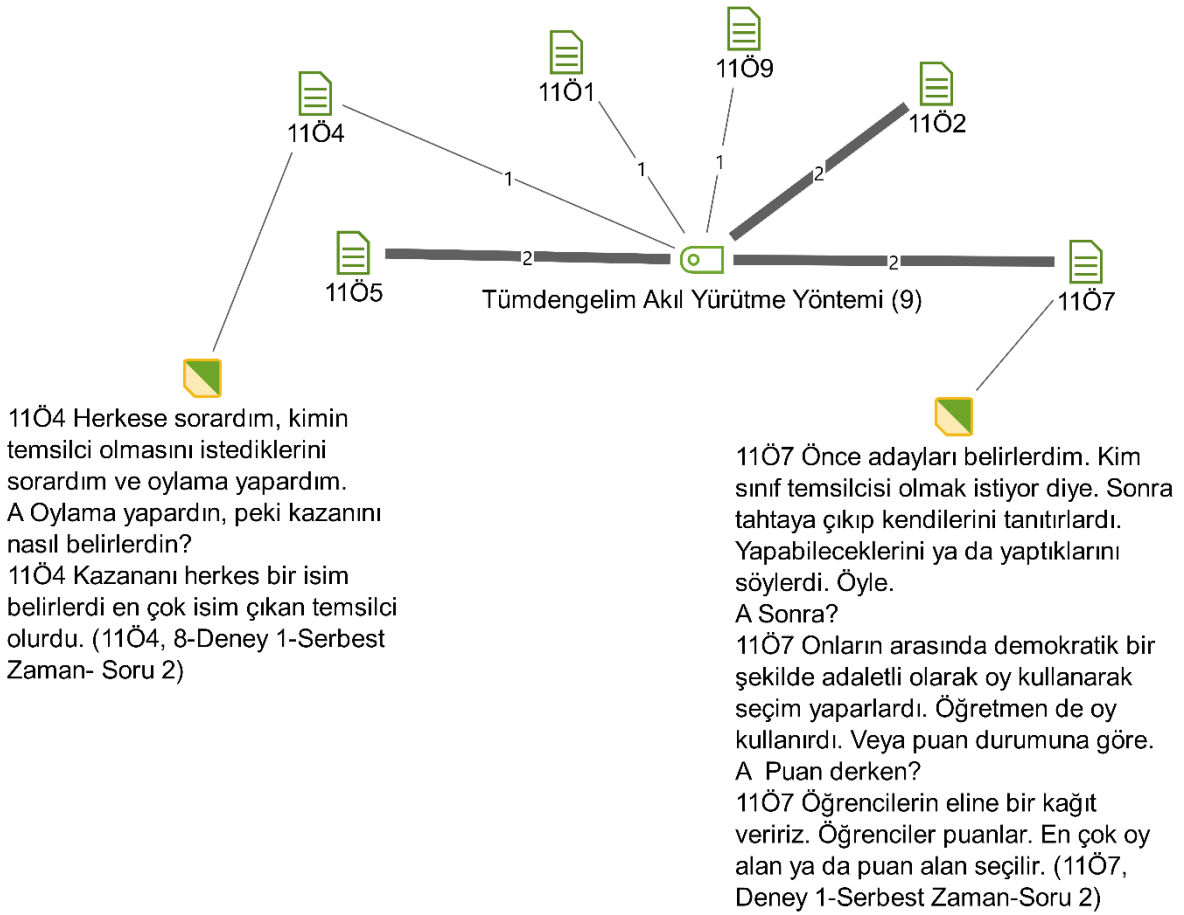 11Ö9
11Ö1
11Ö2
11Ö4
1
1
1
2
11Ö5
2
2
11Ö7
Tümdengelim Akıl Yürütme Yöntemi (9)
11Ö4 Herkese sorardım, kimin
temsilci olmasını istediklerini
sorardım ve oylama yapardım.
A Oylama yapardın, peki kazanını
nasıl belirlerdin?
11Ö4 Kazananı herkes bir isim
belirlerdi en çok isim çıkan temsilci
olurdu. (11Ö4, 8-Deney 1-Serbest
Zaman- Soru 2)
11Ö7 Önce adayları belirlerdim. Kim
sınıf temsilcisi olmak istiyor diye. Sonra
tahtaya çıkıp kendilerini tanıtırlardı.
Yapabileceklerini ya da yaptıklarını
söylerdi. Öyle.
A Sonra?
11Ö7 Onların arasında demokratik bir
şekilde adaletli olarak oy kullanarak
seçim yaparlardı. Öğretmen de oy
kullanırdı. Veya puan durumuna göre.
A  Puan derken?
11Ö7 Öğrencilerin eline bir kağıt
veririz. Öğrenciler puanlar. En çok oy
alan ya da puan alan seçilir. (11Ö7,
Deney 1-Serbest Zaman-Soru 2)